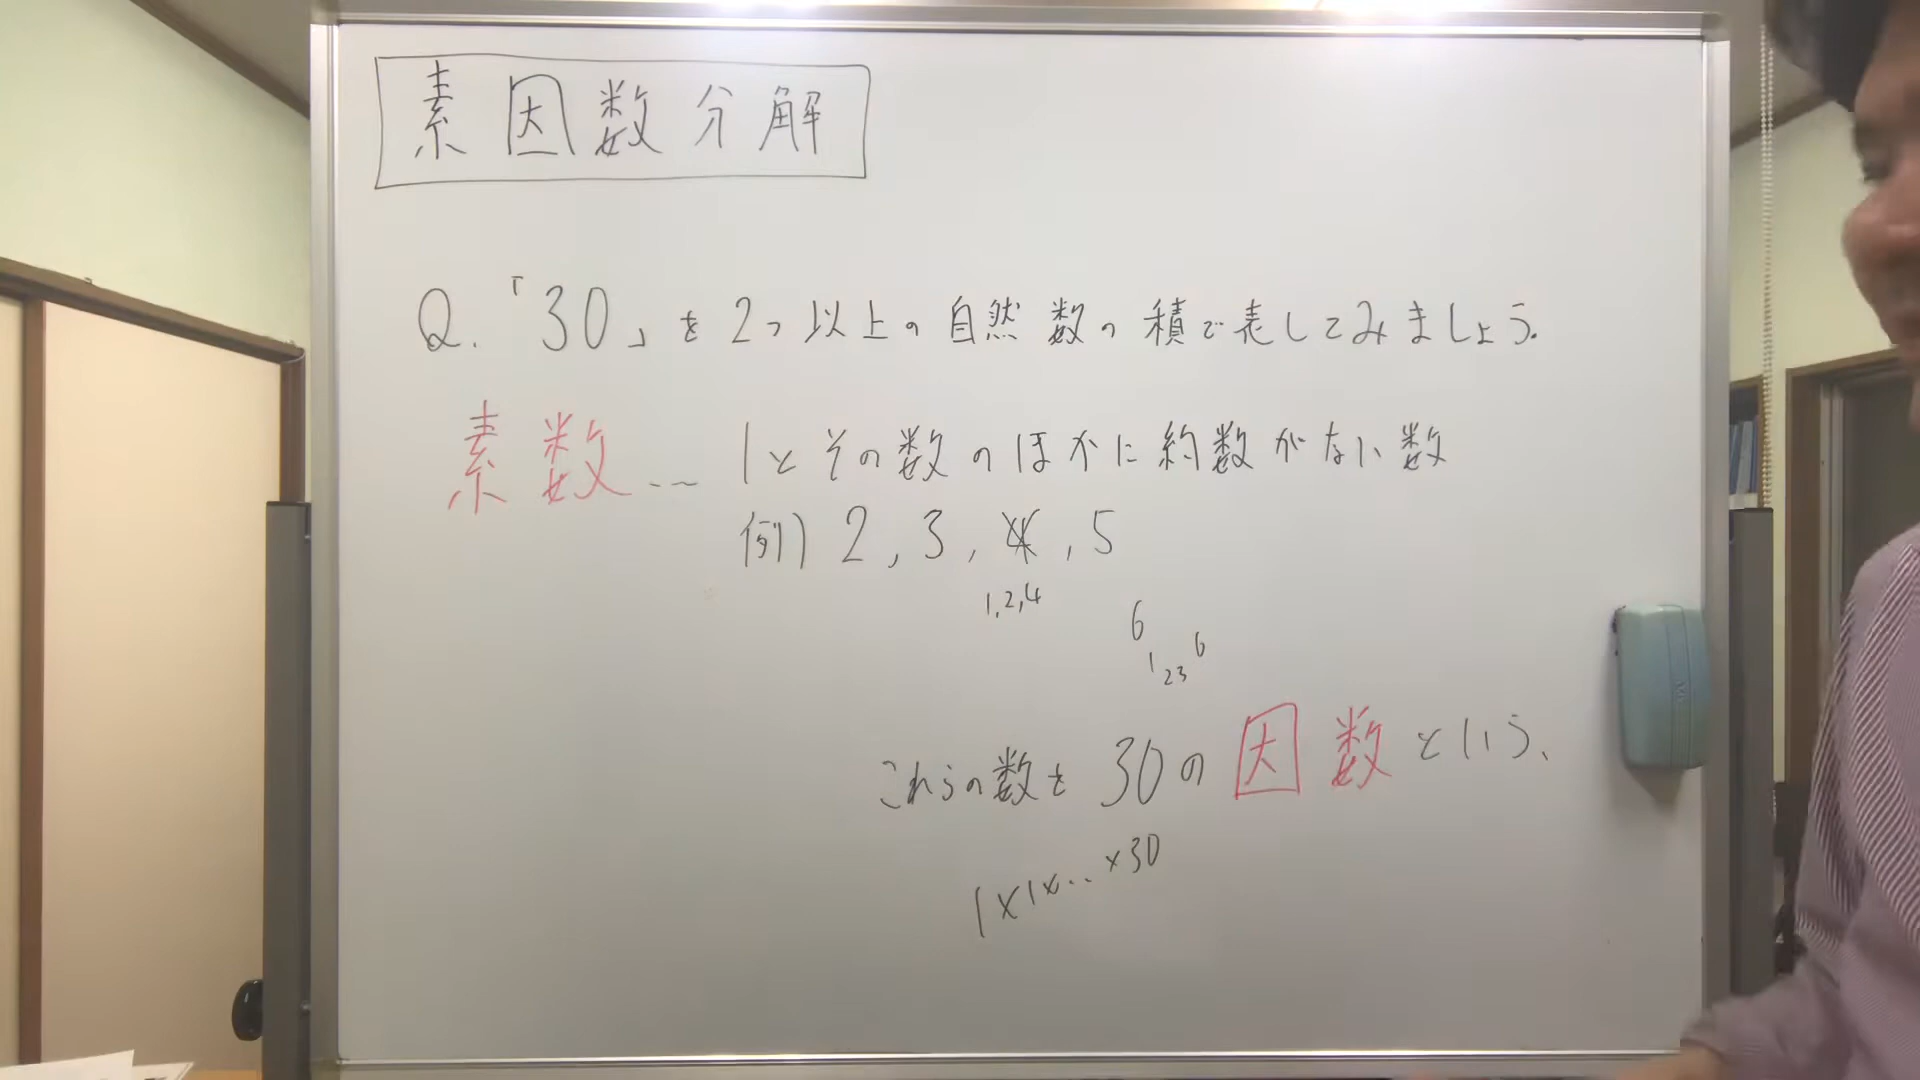 素因数分解
Q.「30」を2つ以上の自然数の積で表してみましょう。
素数… 1とその数のほかに約数がない数
例) 2, 3, 4, 5
1,2,4
6
1 2 3 6
これらの数を30の因数という、
1×1×‥×30